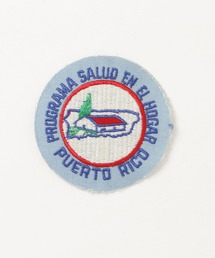 PROGRAMA SALUD EN EL HOGAR
PUERTO RICO